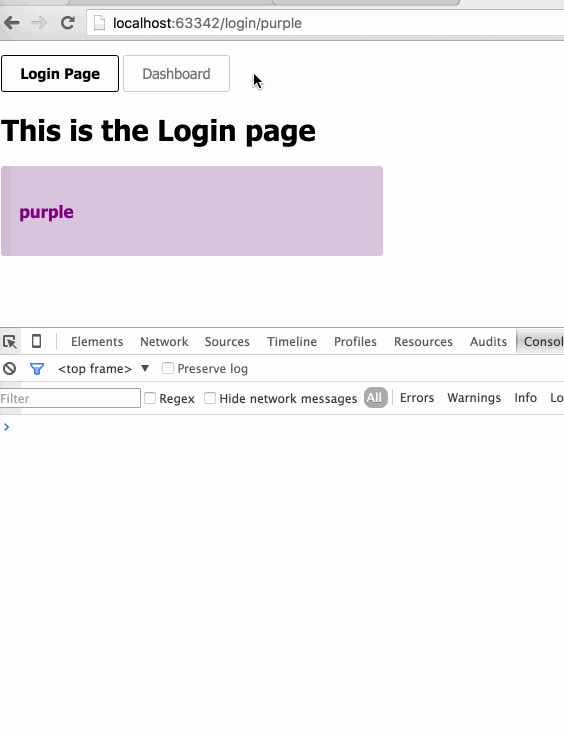 localhost:63342/login/purple
Login Page Dashboard
This is the Login page
purple
Elements Network Sources Timeline Profiles Resources Audits Consol
<top frame> ▼ Preserve log
Filter Regex Hide network messages All Errors Warnings Info Lo
>